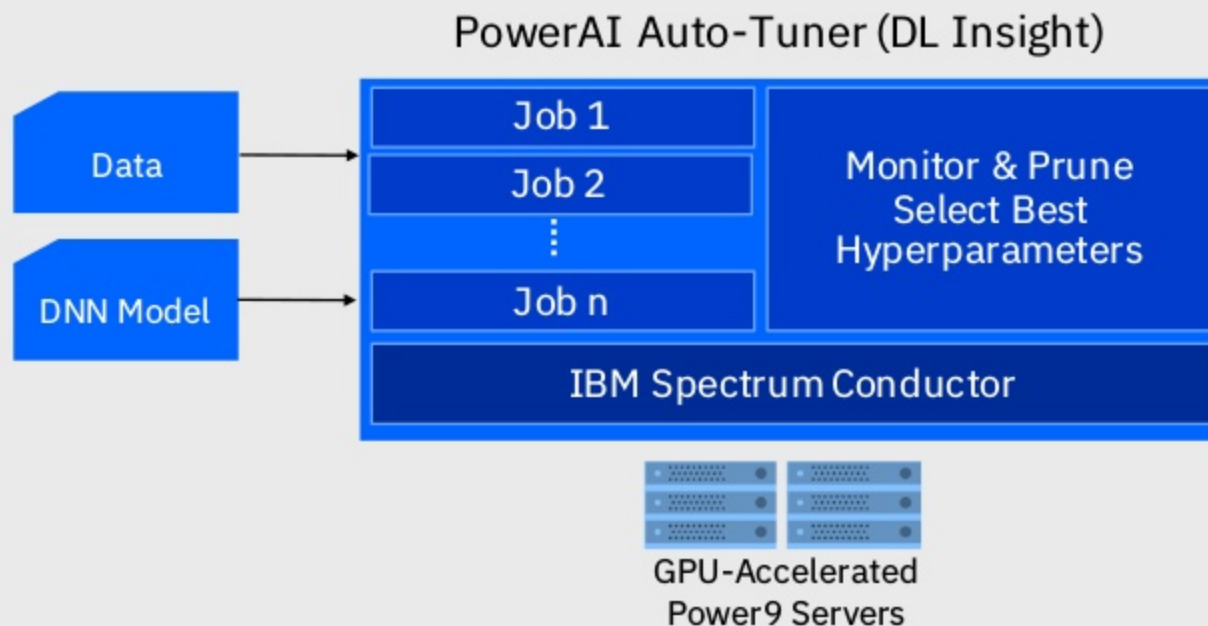 PowerAI Auto-Tuner (DL Insight)
Data
DNN Model
Job 1
Job 2
Job n
Monitor & Prune
Select Best
Hyperparameters
IBM Spectrum Conductor
GPU-Accelerated
Power9 Servers